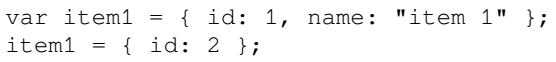 var item1 = { id: 1, name: "item 1" };
item1 = { id: 2 };